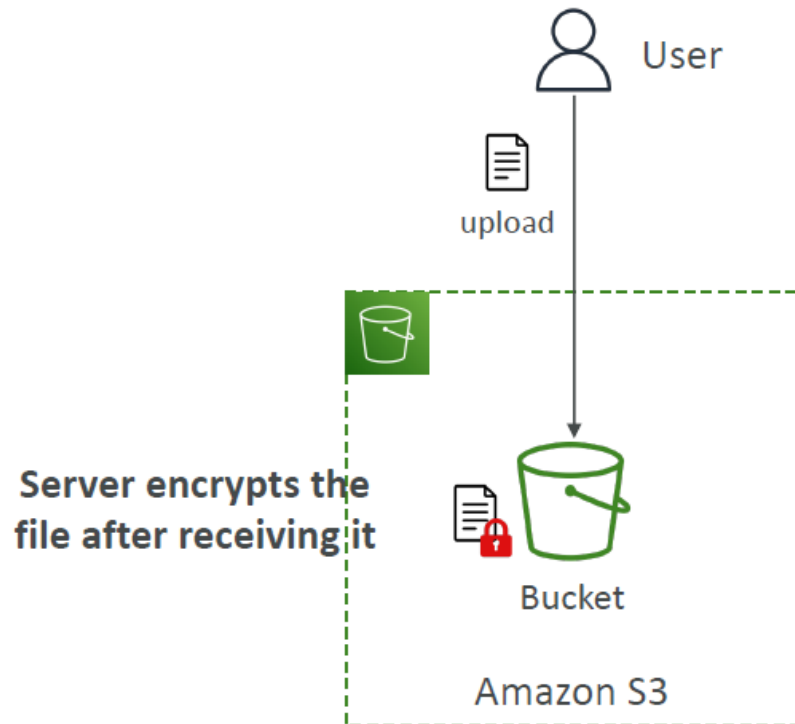 User
upload
Server encrypts the
file after receiving it
Bucket
Amazon S3